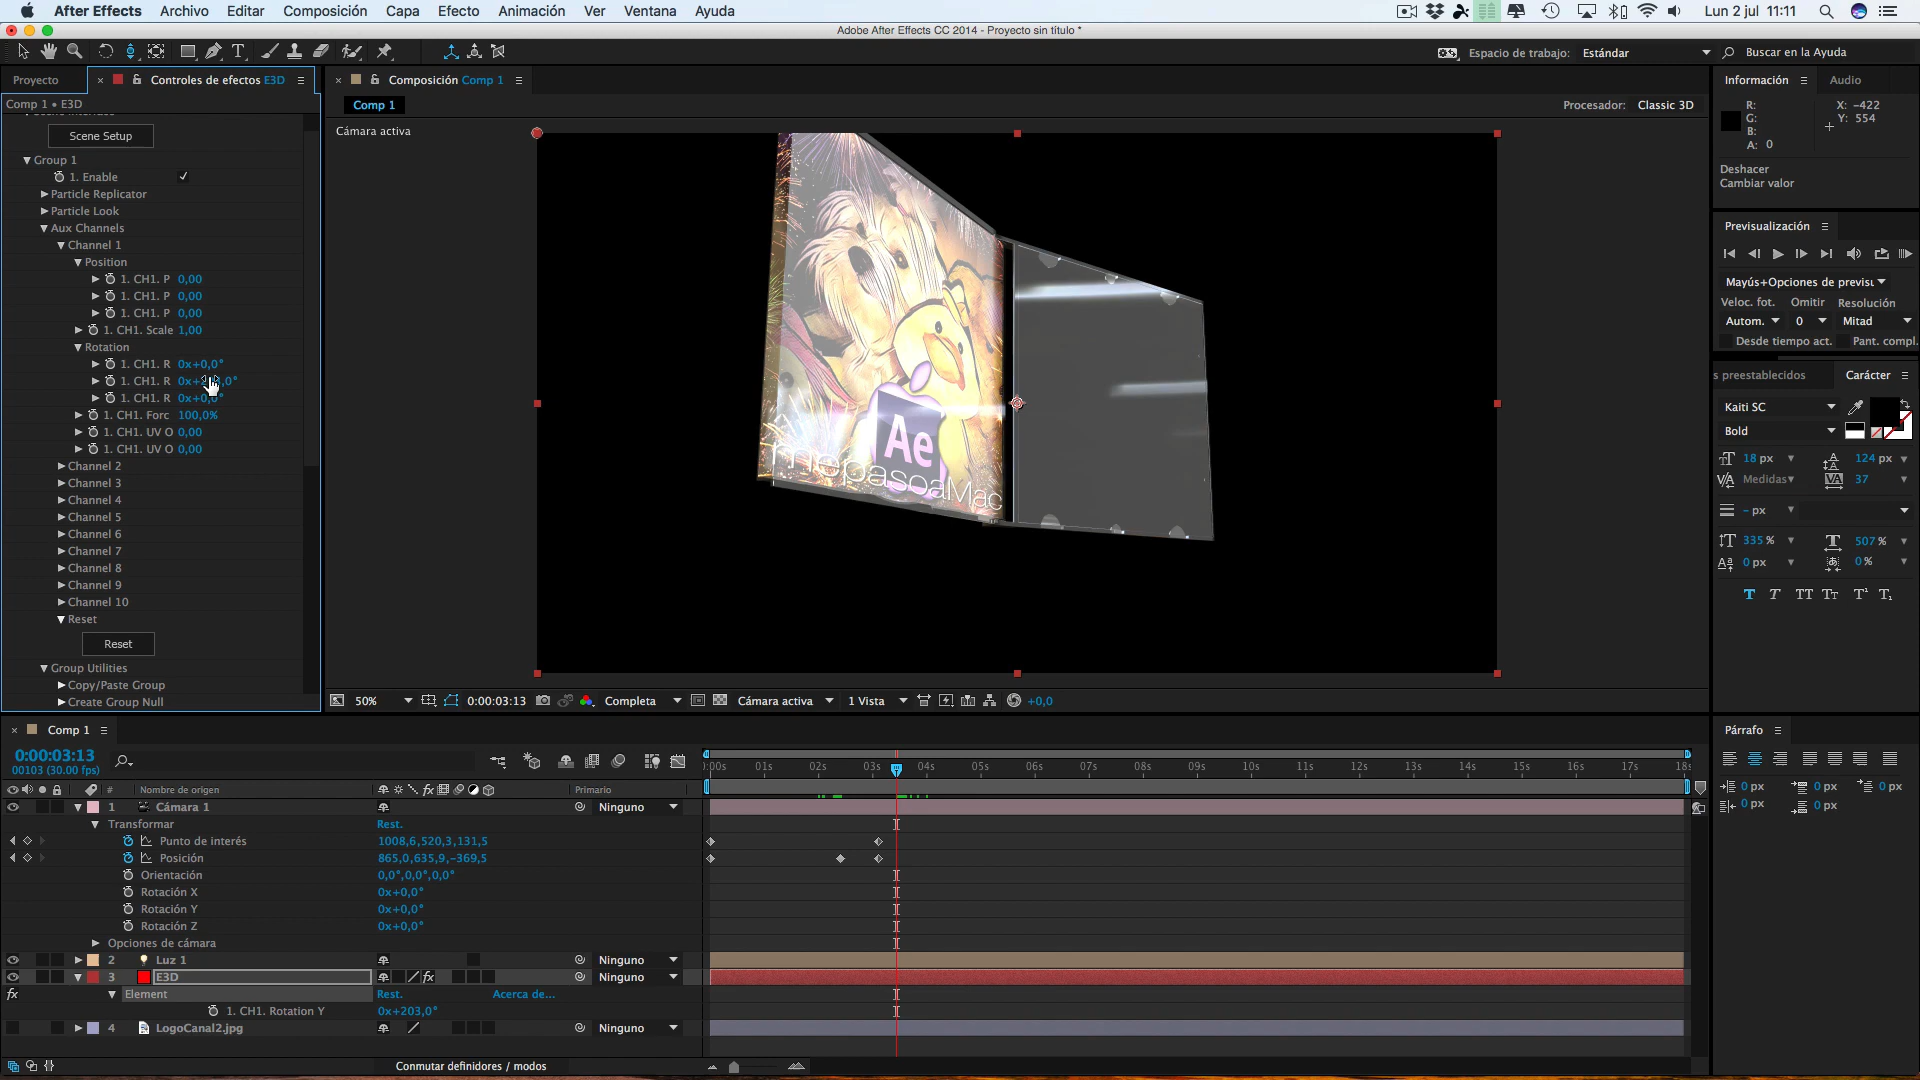 After Effects Archivo Editar Composición Capa Efecto Animación Ver Ventana Ayuda Lun 2 jul 11:11
Adobe After Effects CC 2014 - Proyecto sin título *
Espacio de trabajo: Estándar Buscar en la Ayuda
Proyecto Controles de efectos E3D
Composición Comp 1
Información Audio
Comp 1 • E3D
Comp 1
Procesador: Classic 3D
Cámara activa
R:
G:
B:
A: 0
X: -422
Y: 554
Deshacer
Cambiar valor
Scene Setup
Group 1
1. Enable
Particle Replicator
Particle Look
Aux Channels
Channel 1
Position
1. CH1. P 0,00
1. CH1. P 0,00
1. CH1. P 0,00
1. CH1. Scale 1,00
Rotation
1. CH1. R 0x+0,0°
1. CH1. R
1. CH1. R 0x+0,0°
1. CH1. Forc 100,0%
1. CH1. UV O 0,00
1. CH1. UV O 0,00
Channel 2
Channel 3
Channel 4
Channel 5
Channel 6
Channel 7
Channel 8
Channel 9
Channel 10
Reset
Reset
Group Utilities
Copy/Paste Group
Create Group Null
Ae
mepasoaMac
Previsualización
Mayús+Opciones de previsu
Veloc. fot. Omitir Resolución
Autom. 0 Mitad
Desde tiempo act. Pant. compl.
s preestablecidos Carácter
Kaiti SC
Bold
18 px 124 px
Medidas 37
- px
335 % 507 %
0 px 0 %
T T TT Tт T¹ T₁
50% 0:00:03:13 Completa Cámara activa 1 Vista +0,0
Comp 1
Párrafo
0:00:03:13
00103 (30.00 fps)
:00s 01s 02s 03s 04s 05s 06s 07s 08s 09s 10s 11s 12s 13s 14s 15s 16s 17s 18s
# Nombre de origen Primario
1 Cámara 1 Ninguno
Transformar Rest.
Punto de interés 1008,6,520,3,131,5
Posición 865,0,635,9,-369,5
Orientación 0,0°,0,0°,0,0°
Rotación X 0x+0,0°
Rotación Y 0x+0,0°
Rotación Z 0x+0,0°
Opciones de cámara
2 Luz 1 Ninguno
3 E3D Ninguno
Element Rest. Acerca de...
1. CH1. Rotation Y 0x+203,0°
4 LogoCanal2.jpg Ninguno
Conmutar definidores / modos
0 px 0 px 0 px
0 px 0 px